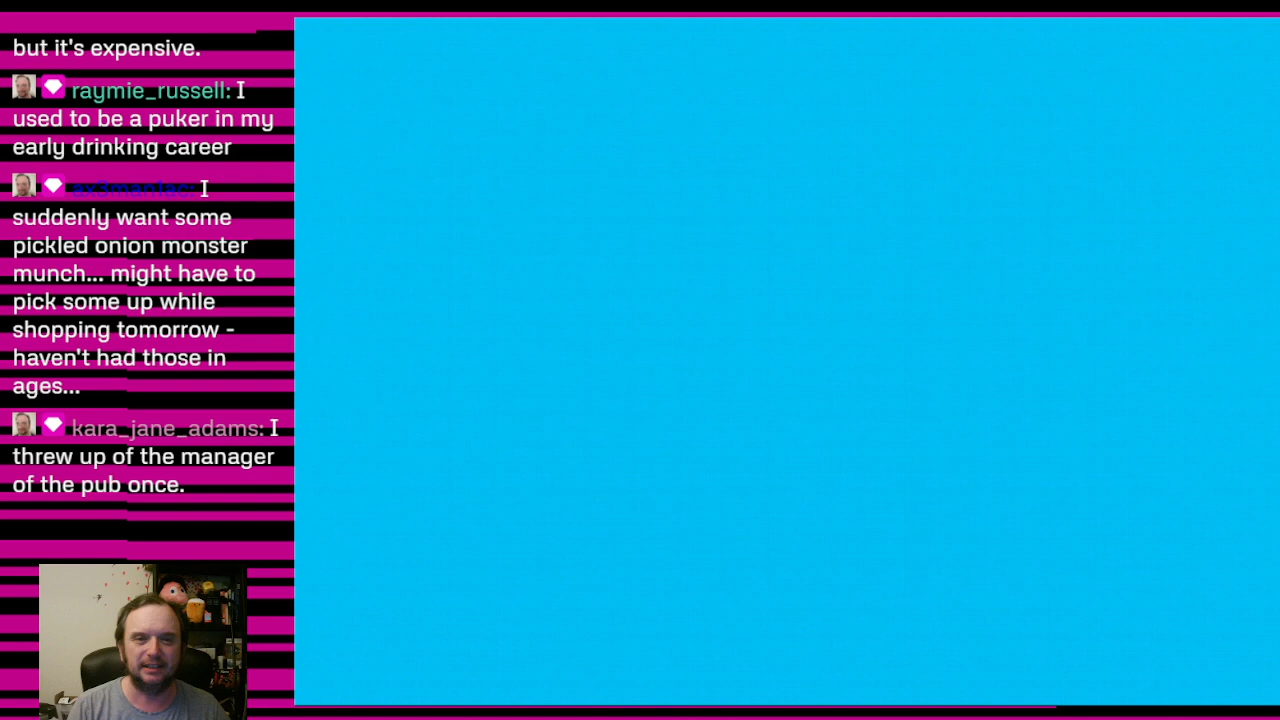 but it's expensive.
raymie_russell: I
used to be a puker in my
early drinking career
ax3man1ac: I
suddenly want some
pickled onion monster
munch... might have to
pick some up while
shopping tomorrow -
haven't had those in
ages...
kara_jane_adams: I
threw up of the manager
of the pub once.